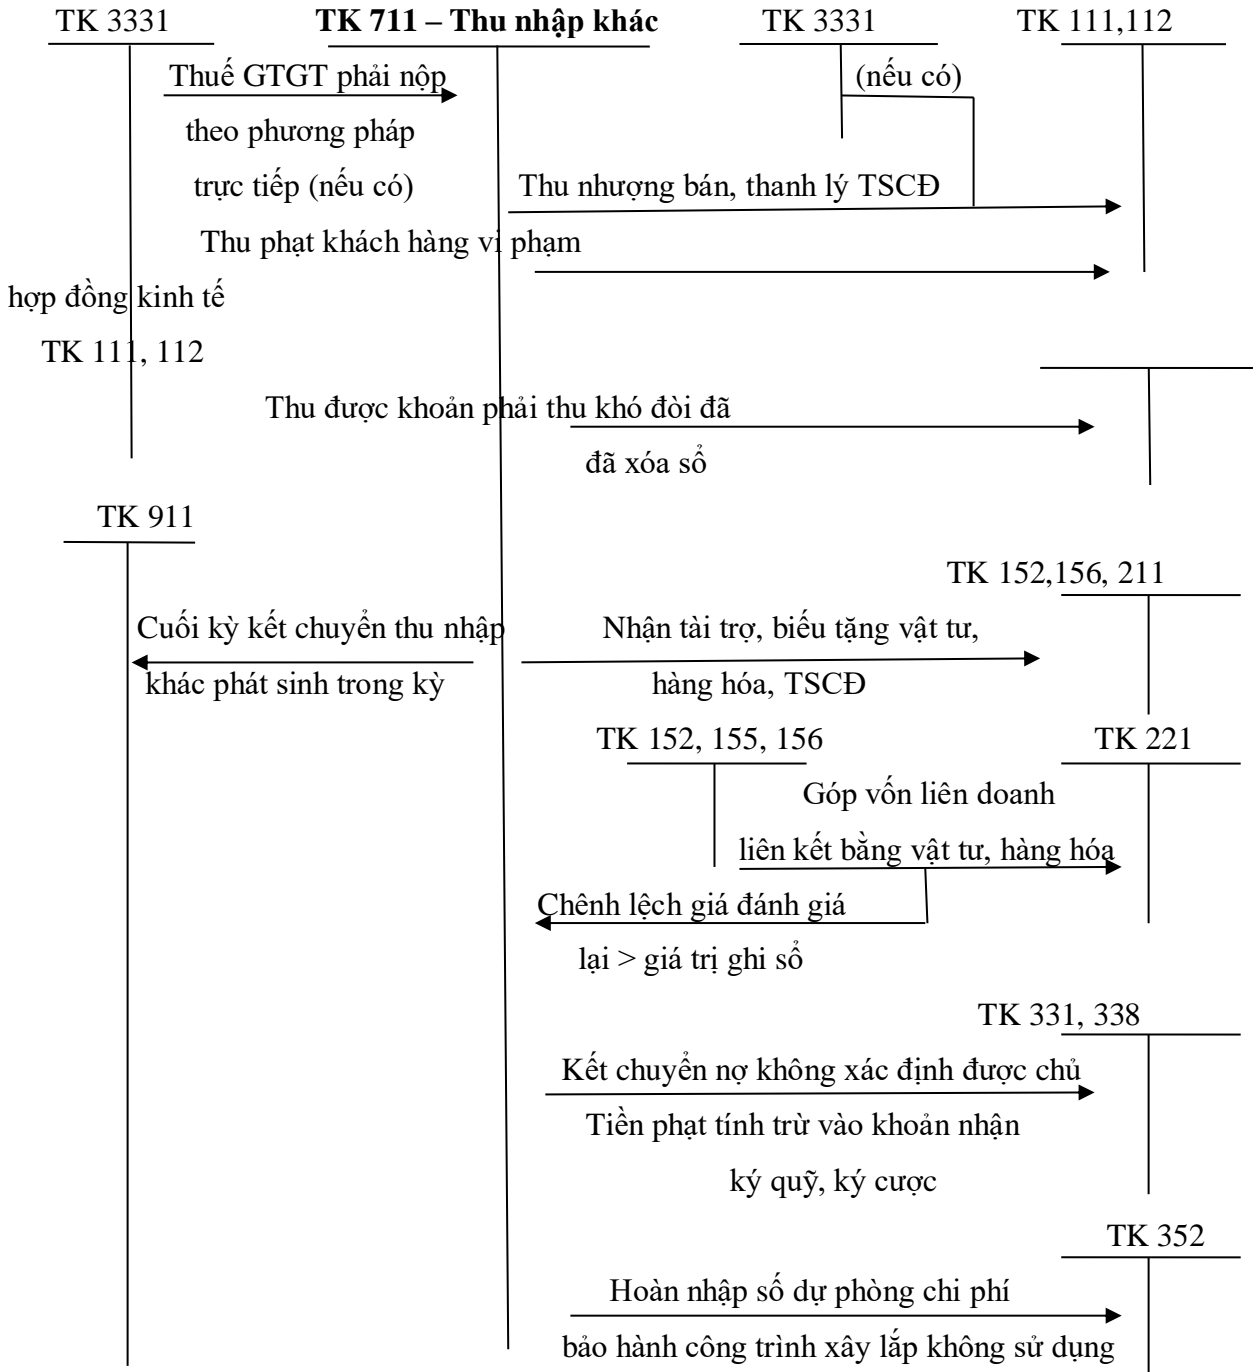 TK 3331 TK 711 – Thu nhập khác TK 3331 TK 111,112
Thuế GTGT phải nộp (nếu có)
theo phương pháp
trực tiếp (nếu có) Thu nhượng bán, thanh lý TSCĐ
Thu phạt khách hàng vi phạm
hợp đồng kinh tế
TK 111, 112
Thu được khoản phải thu khó đòi đã
đã xóa sổ
TK 911
TK 152,156, 211
Cuối kỳ kết chuyển thu nhập Nhận tài trợ, biếu tặng vật tư,
khác phát sinh trong kỳ hàng hóa, TSCĐ
TK 152, 155, 156 TK 221
Góp vốn liên doanh
liên kết bằng vật tư, hàng hóa
Chênh lệch giá đánh giá
lại > giá trị ghi sổ
TK 331, 338
Kết chuyển nợ không xác định được chủ
Tiền phạt tính trừ vào khoản nhận
ký quỹ, ký cược
TK 352
Hoàn nhập số dự phòng chi phí
bảo hành công trình xây lắp không sử dụng